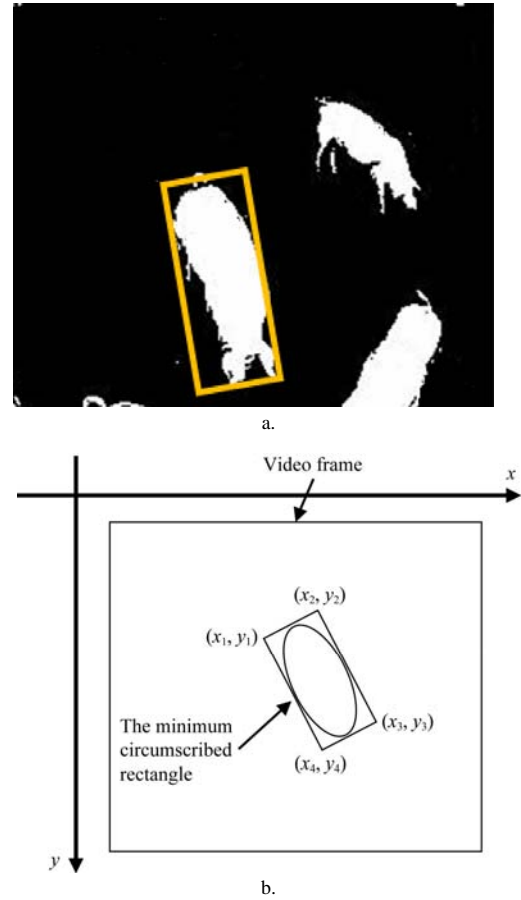 a.
Video frame
x
(x₂, y₂)
(x₁, y₁)
(x₃, y₃)
The minimum
circumscribed
rectangle
(x₄, y₄)
y
b.